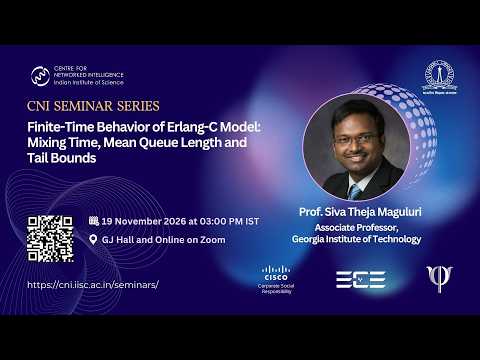 CENTRE FOR
NETWORKED INTELLIGENCE
Indian Institute of Science
CNI SEMINAR SERIES
Finite-Time Behavior of Erlang-C Model:
Mixing Time, Mean Queue Length and
Tail Bounds
19 November 2026 at 03:00 PM IST
GJ Hall and Online on Zoom
https://cni.iisc.ac.in/seminars/
Prof. Siva Theja Maguluri
Associate Professor,
Georgia Institute of Technology
CISCO
Corporate Social
Responsibility
ECE